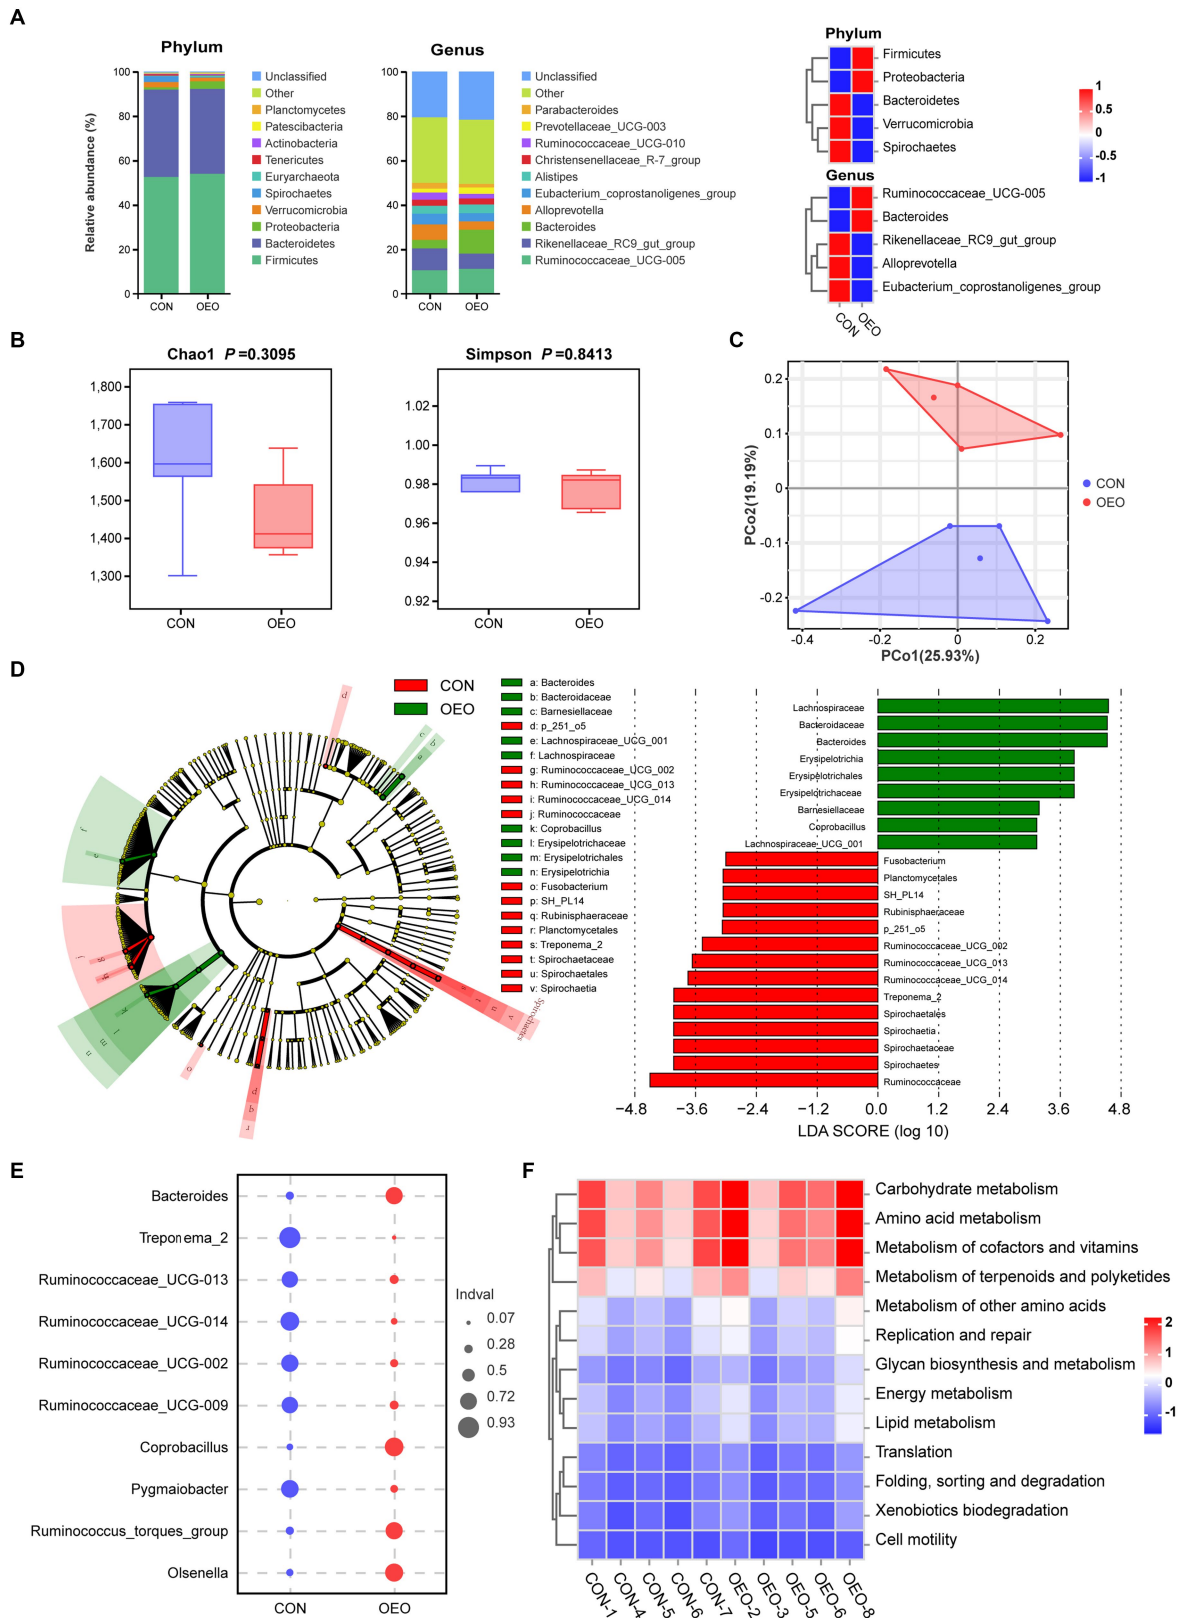 A
Phylum
Relative abundance (%)
100
80
60
40
20
0
CON
OEO
Unclassified
Other
Planctomycetes
Patescibacteria
Actinobacteria
Tenericutes
Euryarchaeota
Spirochaetes
Verrucomicrobia
Proteobacteria
Bacteroidetes
Firmicutes
Genus
100
80
60
40
20
0
CON
OEO
Unclassified
Other
Parabacteroides
Prevotellaceae_UCG-003
Ruminococcaceae_UCG-010
Christensenellaceae_R-7_group
Alistipes
Eubacterium_coprostanoligenes_group
Alloprevotella
Bacteroides
Rikenellaceae_RC9_gut_group
Ruminococcaceae_UCG-005
Phylum
Firmicutes
Proteobacteria
Bacteroidetes
Verrucomicrobia
Spirochaetes
Genus
Ruminococcaceae_UCG-005
Bacteroides
Rikenellaceae_RC9_gut_group
Alloprevotella
Eubacterium_coprostanoligenes_group
CON
OEO
1
0.5
0
-0.5
-1
B
Chao1 P=0.3095
1,800
1,700
1,600
1,500
1,400
1,300
CON
OEO
Simpson P=0.8413
1.02
1.00
0.98
0.96
0.94
0.92
CON
OEO
C
PCo2(19.19%)
0.2
0.1
0
-0.1
-0.2
-0.4
-0.2
0
0.2
PCo1(25.93%)
CON
OEO
D
CON
OEO
d
c
b
a
f
e
j
n
m
l
o
p
q
r
v
Spirochaetes
a: Bacteroides
b: Bacteroidaceae
c: Barnesiellaceae
d: p_251_o5
e: Lachnospiraceae_UCG_001
f: Lachnospiraceae
g: Ruminococcaceae_UCG_002
h: Ruminococcaceae_UCG_013
i: Ruminococcaceae_UCG_014
j: Ruminococcaceae
k: Coprobacillus
l: Erysipelotrichaceae
m: Erysipelotrichales
n: Erysipelotrichia
o: Fusobacterium
p: SH_PL14
q: Rubinisphaeraceae
r: Planctomycetales
s: Treponema_2
t: Spirochaetaceae
u: Spirochaetales
v: Spirochaetia
Lachnospiraceae
Bacteroidaceae
Bacteroides
Erysipelotrichia
Erysipelotrichales
Erysipelotrichaceae
Barnesiellaceae
Coprobacillus
Lachnospiraceae_UCG_001
Fusobacterium
Planctomycetales
SH_PL14
Rubinisphaeraceae
p_251_o5
Ruminococcaceae_UCG_002
Ruminococcaceae_UCG_013
Ruminococcaceae_UCG_014
Treponema_2
Spirochaetales
Spirochaetia
Spirochaetaceae
Spirochaetes
Ruminococcaceae
−4.8 −3.6 −2.4 −1.2 0.0 1.2 2.4 3.6 4.8
LDA SCORE (log 10)
E
Bacteroides
Treponema_2
Ruminococcaceae_UCG-013
Ruminococcaceae_UCG-014
Ruminococcaceae_UCG-002
Ruminococcaceae_UCG-009
Coprobacillus
Pygmaiobacter
Ruminococcus_torques_group
Olsenella
CON
OEO
Indval
0.07
0.28
0.5
0.72
0.93
F
Carbohydrate metabolism
Amino acid metabolism
Metabolism of cofactors and vitamins
Metabolism of terpenoids and polyketides
Metabolism of other amino acids
Replication and repair
Glycan biosynthesis and metabolism
Energy metabolism
Lipid metabolism
Translation
Folding, sorting and degradation
Xenobiotics biodegradation
Cell motility
CON-1
CON-4
CON-5
CON-6
CON-7
OEO-2
OEO-3
OEO-5
OEO-6
OEO-8
2
1
0
-1